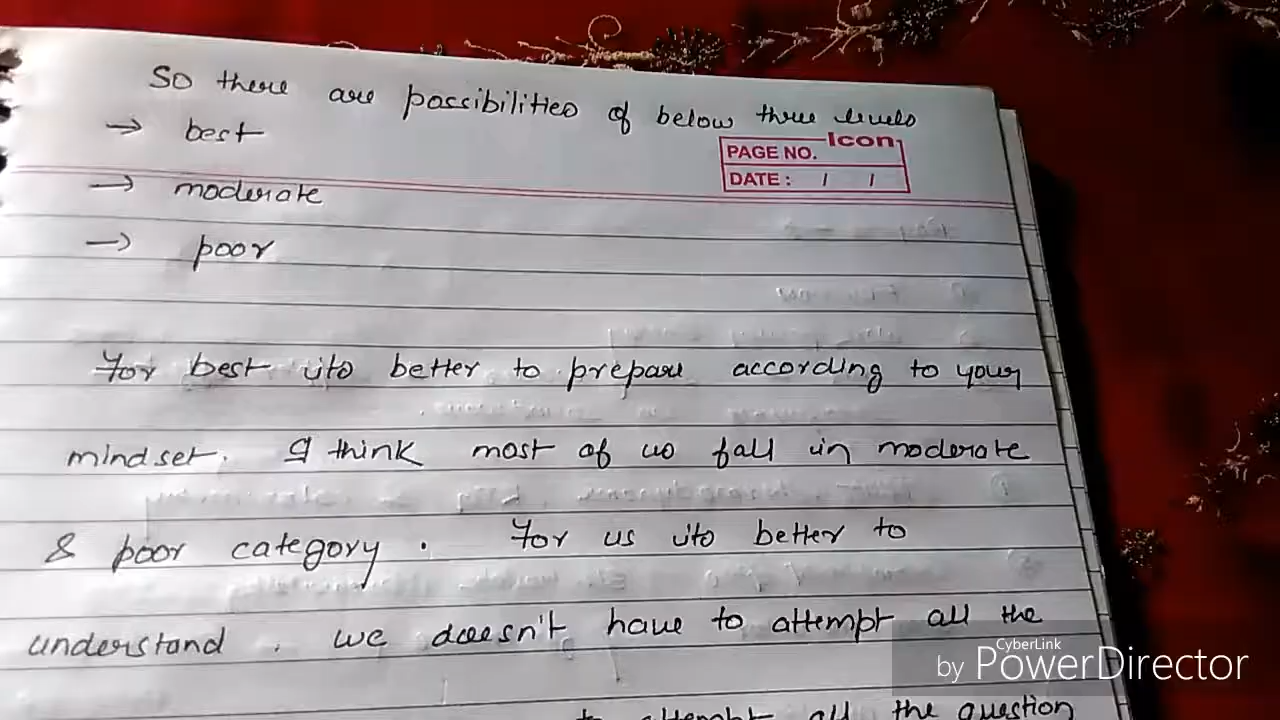 So there are possibilities of below three levels
→ best
Icon
PAGE NO.
DATE : / /
→ moderate
→ poor
For best its better to prepare according to your
mindset. I think most of us fall in moderate
& poor category. For us its better to
understand. we doesn't have to attempt all the
to attempt all the question
CyberLink
by PowerDirector